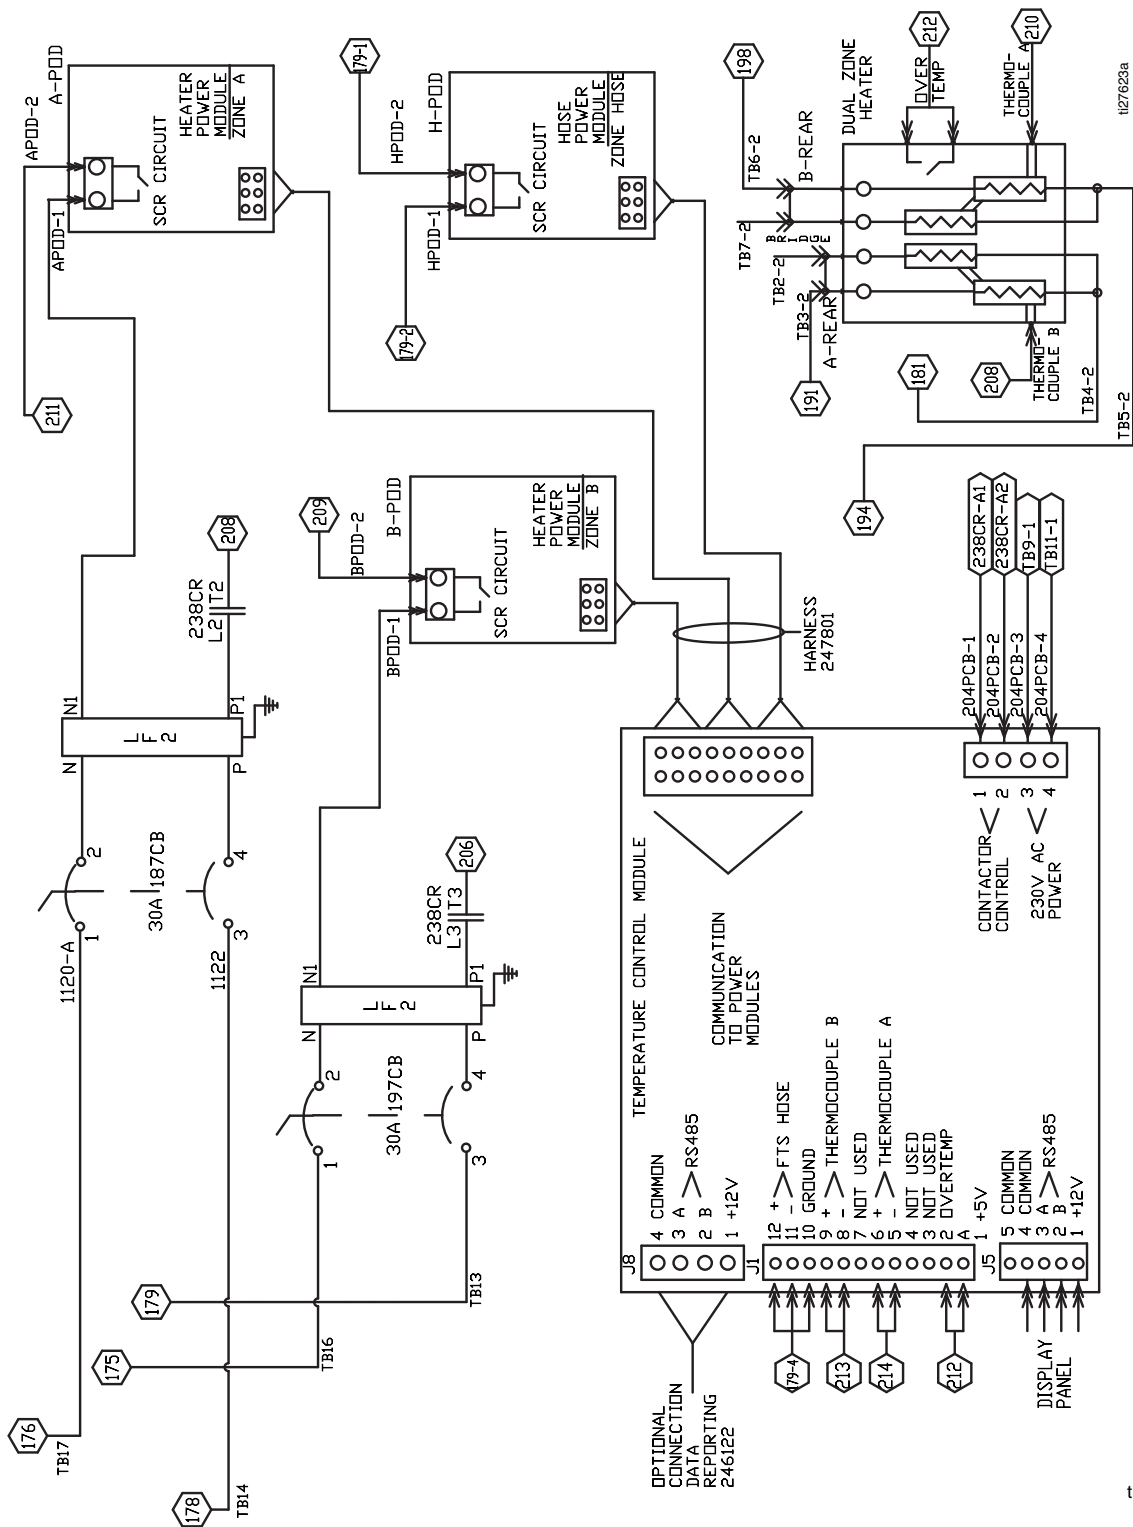 176
TB17
178
TB14
175
TB16
179
TB13
1120-A
1
2
30A 187CB
1122
3
4
N
N1
LF2
P
P1
238CR
L2 T2
208
1
2
30A 197CB
3
4
N
N1
LF2
P
P1
238CR
L3 T3
206
211
APOD-2
APOD-1
A-POD
SCR CIRCUIT
HEATER
POWER
MODULE
ZONE A
209
BPOD-2
BPOD-1
B-POD
SCR CIRCUIT
HEATER
POWER
MODULE
ZONE B
179-1
179-2
HPOD-2
HPOD-1
H-POD
SCR CIRCUIT
HOSE
POWER
MODULE
ZONE HOSE
HARNESS
247801
TEMPERATURE CONTROL MODULE
COMMUNICATION
TO POWER
MODULES
J8
4 COMMON
3 A
RS485
2 B
1 +12V
J1
12 +
FTS HOSE
11 -
10 GROUND
9 +
THERMOCOUPLE B
8 -
7 NOT USED
6 +
THERMOCOUPLE A
5 -
4 NOT USED
3 NOT USED
2 OVERTEMP
A
1 +5V
J5
5 COMMON
4 COMMON
3 A
RS485
2 B
1 +12V
OPTIONAL
CONNECTION
DATA
REPORTING
246122
179-4
213
214
212
DISPLAY
PANEL
CONTACTOR
CONTROL
230V AC
POWER
1
2
3
4
204PCB-1
204PCB-2
204PCB-3
204PCB-4
238CR-A1
238CR-A2
TB9-1
TB11-1
198
TB6-2
B-REAR
TB7-2
BRIDGE
TB2-2
TB3-2
A-REAR
191
DUAL ZONE
HEATER
212
OVER
TEMP
210
THERMO-
COUPLE A
181
208
THERMO-
COUPLE B
TB4-2
194
TB5-2
ti27623a
t